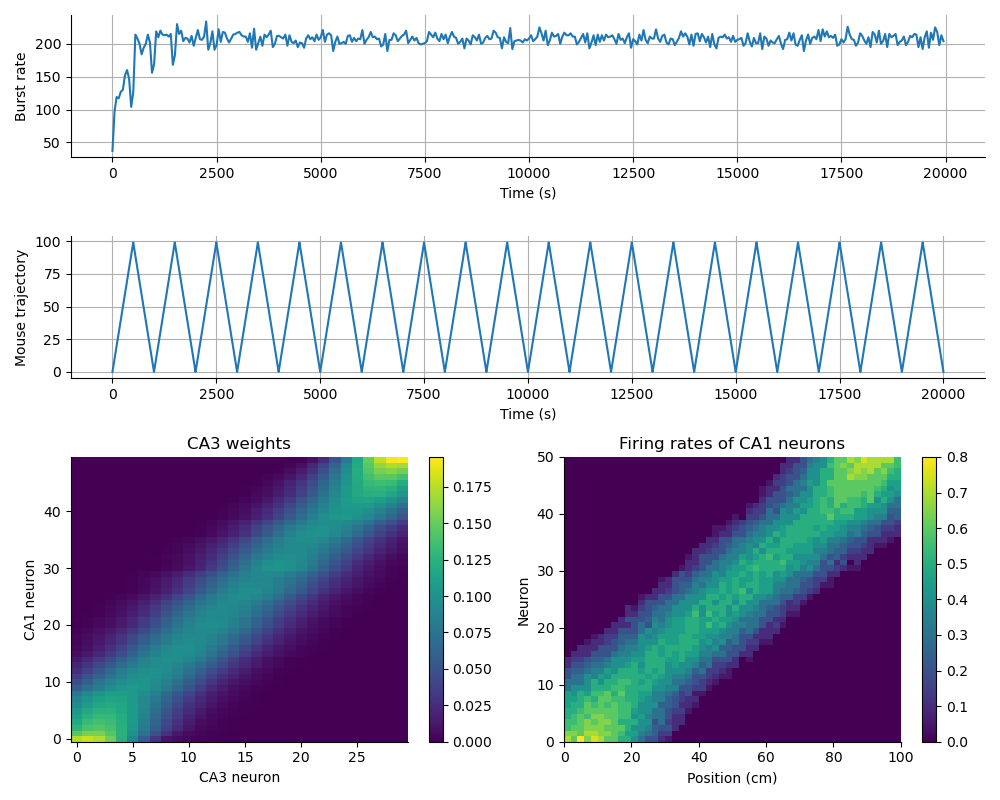 200
150
100
50
Burst rate
0 2500 5000 7500 10000 12500 15000 17500 20000
Time (s)
100
75
50
25
0
Mouse trajectory
0 2500 5000 7500 10000 12500 15000 17500 20000
Time (s)
CA3 weights
40
30
20
10
0
CA1 neuron
0 5 10 15 20 25
CA3 neuron
0.175
0.150
0.125
0.100
0.075
0.050
0.025
0.000
Firing rates of CA1 neurons
50
40
30
20
10
0
Neuron
0 20 40 60 80 100
Position (cm)
0.8
0.7
0.6
0.5
0.4
0.3
0.2
0.1
0.0